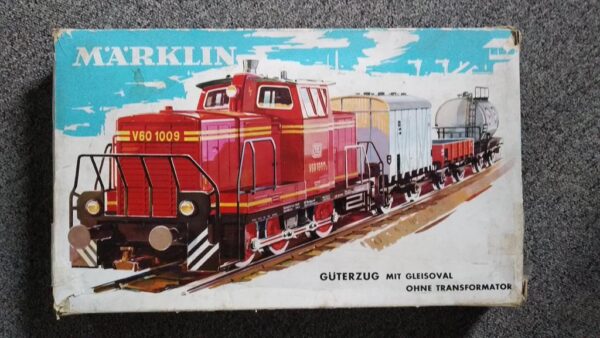 MÄRKLIN
V60 1009
GÜTERZUG MIT GLEISOVAL
OHNE TRANSFORMATOR